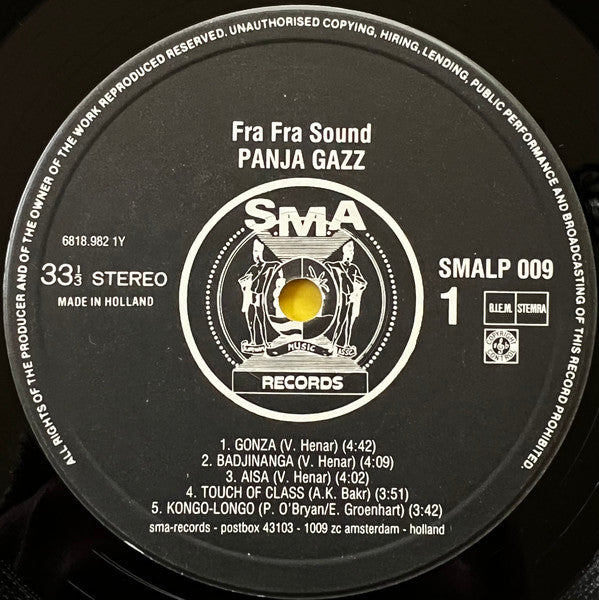 ALL RIGHTS OF THE PRODUCER AND OF THE OWNER OF THE WORK REPRODUCED RESERVED. UNAUTHORISED COPYING, HIRING, LENDING, PUBLIC PERFORMANCE AND BROADCASTING OF THIS RECORD PROHIBITED.
Fra Fra Sound
PANJA GAZZ
SMA
6818.982 1Y
33 1/3 STEREO
MADE IN HOLLAND
SMALP 009
1
B.I.E.M. STEMRA
COPYRIGHT
MUSIC
RECORDS
1. GONZA (V. Henar) (4:42)
2. BADJINANGA (V. Henar) (4:09)
3. AISA (V. Henar) (4:02)
4. TOUCH OF CLASS (A.K. Bakr) (3:51)
5. KONGO-LONGO (P. O'Bryan/E. Groenhart) (3:42)
sma-records - postbox 43103 - 1009 zc amsterdam - holland